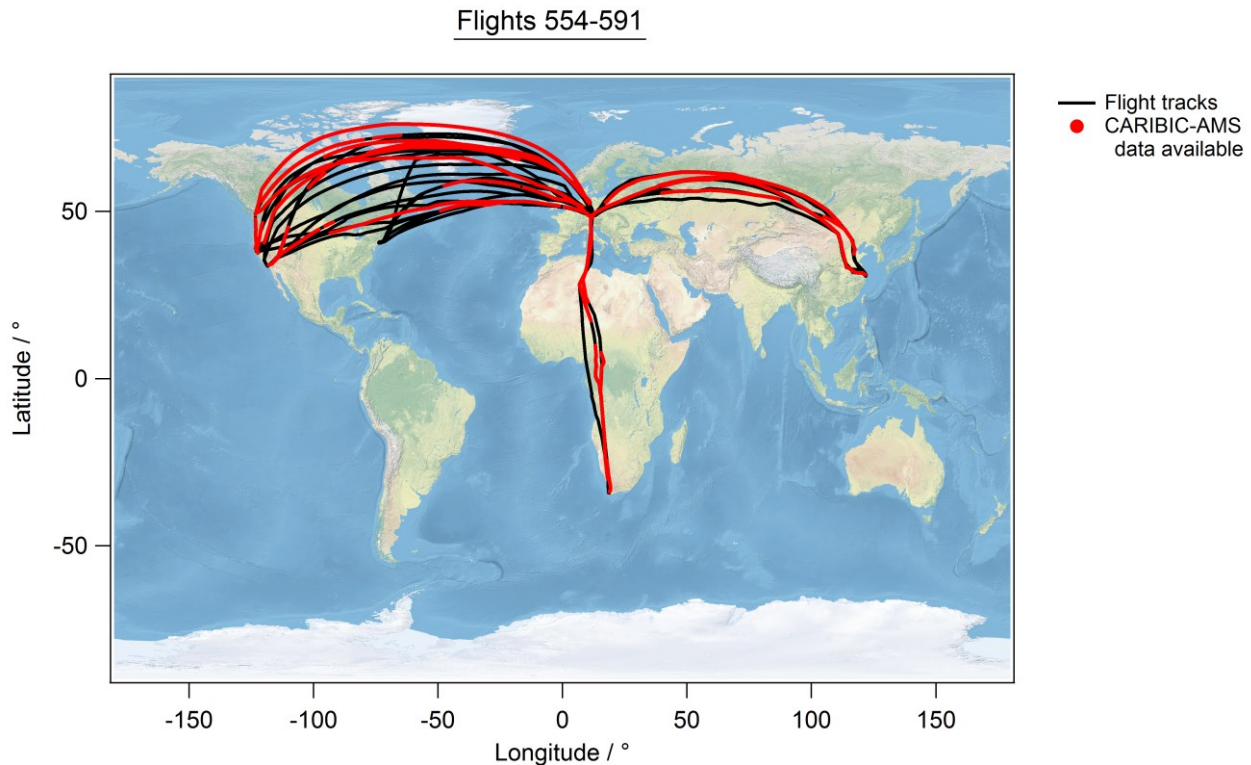 Flights 554-591
Flight tracks
CARIBIC-AMS
data available
50
0
-50
Latitude / °
-150
-100
-50
0
50
100
150
Longitude / °